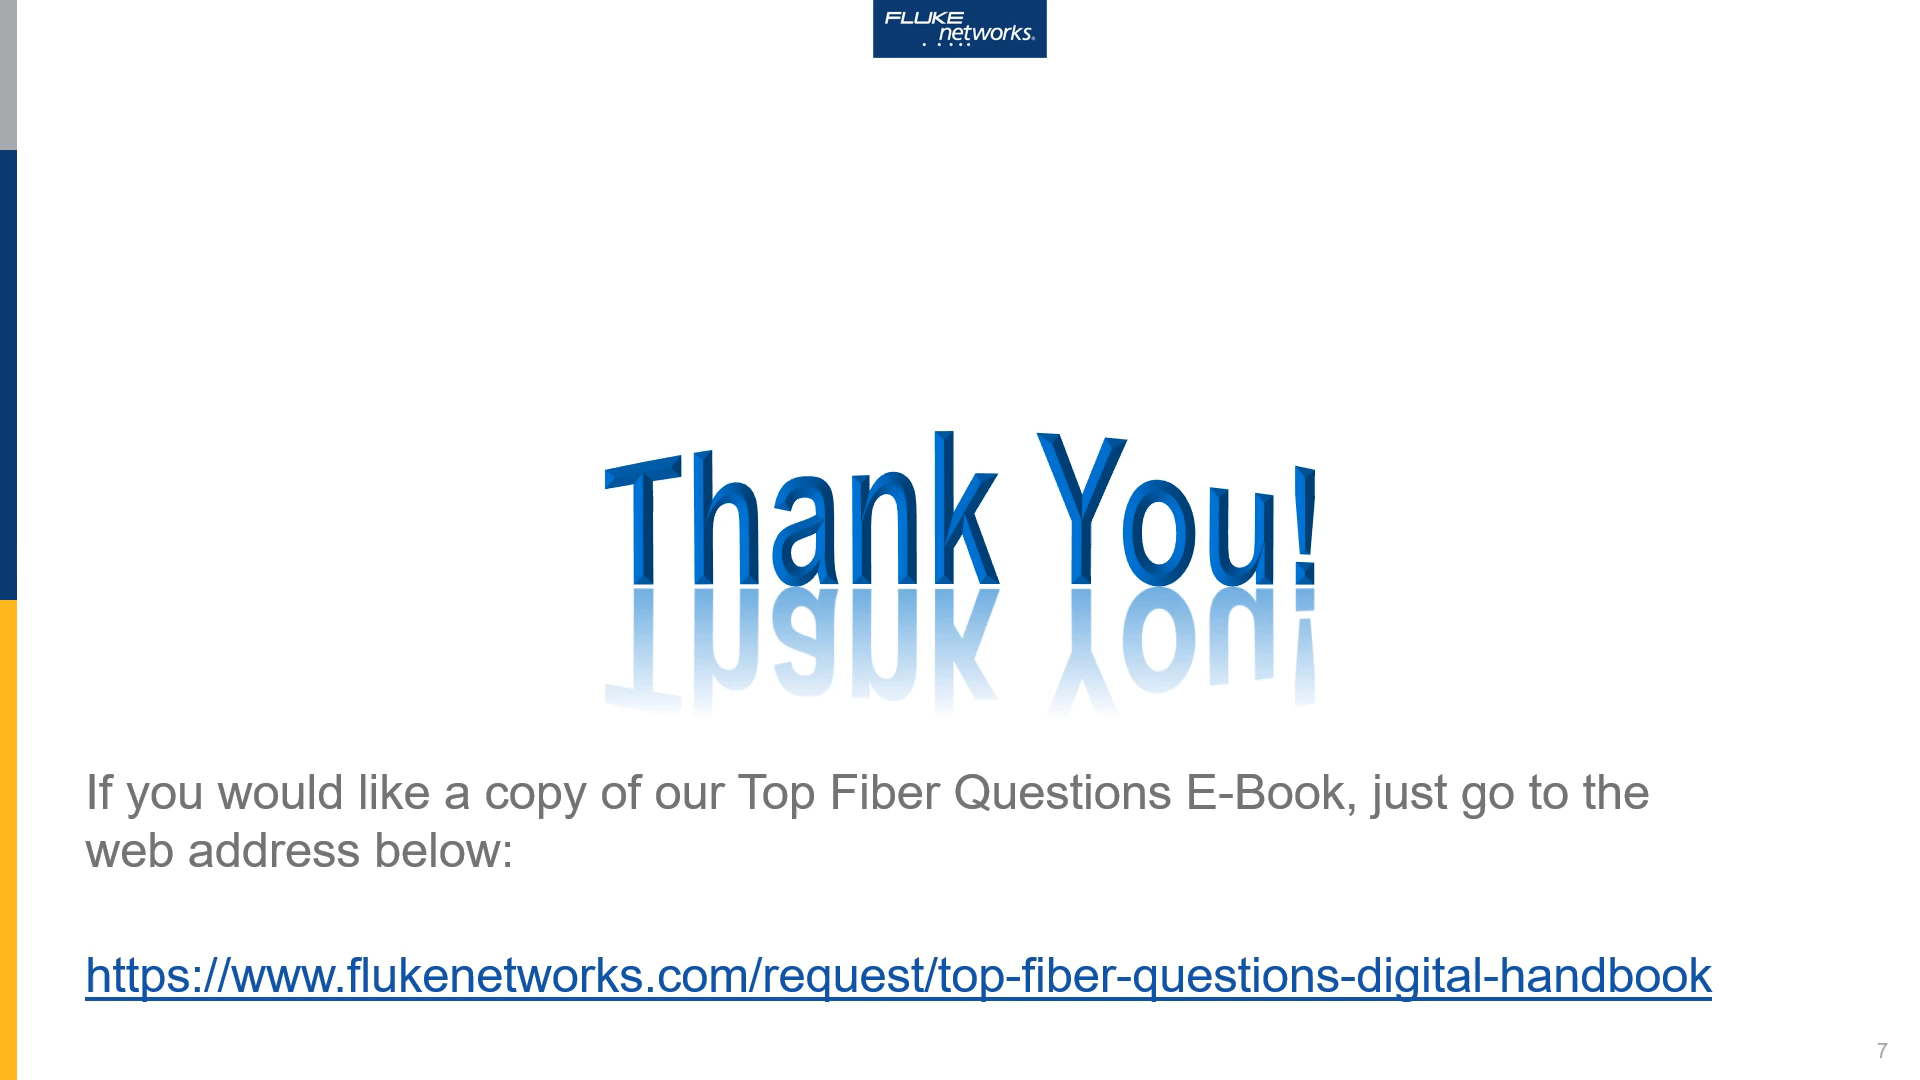 FLUKE
networks®
Thank You!
If you would like a copy of our Top Fiber Questions E-Book, just go to the
web address below:
https://www.flukenetworks.com/request/top-fiber-questions-digital-handbook
7